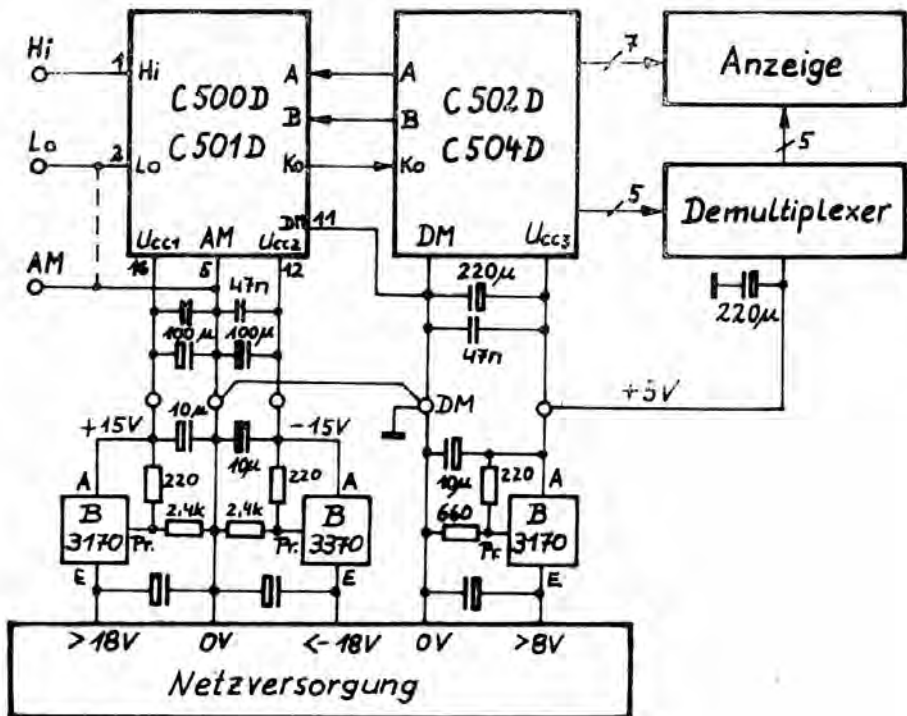 Hi
1
Hi
C500D
C501D
A
B
Ko
A
B
Ko
C502D
C504D
7
Anzeige
5
Lo
2
Lo
DM
11
5
Demultiplexer
AM
Ucc1
AM
Ucc2
16
5
12
DM
Ucc3
47n
220µ
220µ
100µ
100µ
47n
10µ
DM
+5V
+15V
-15V
10µ
A
220
220
A
10µ
220
A
B
3170
Pr.
2,4k
2,4k
Pr.
B
3370
660
Pr.
B
3170
E
E
E
>18V
0V
<-18V
0V
>8V
Netzversorgung